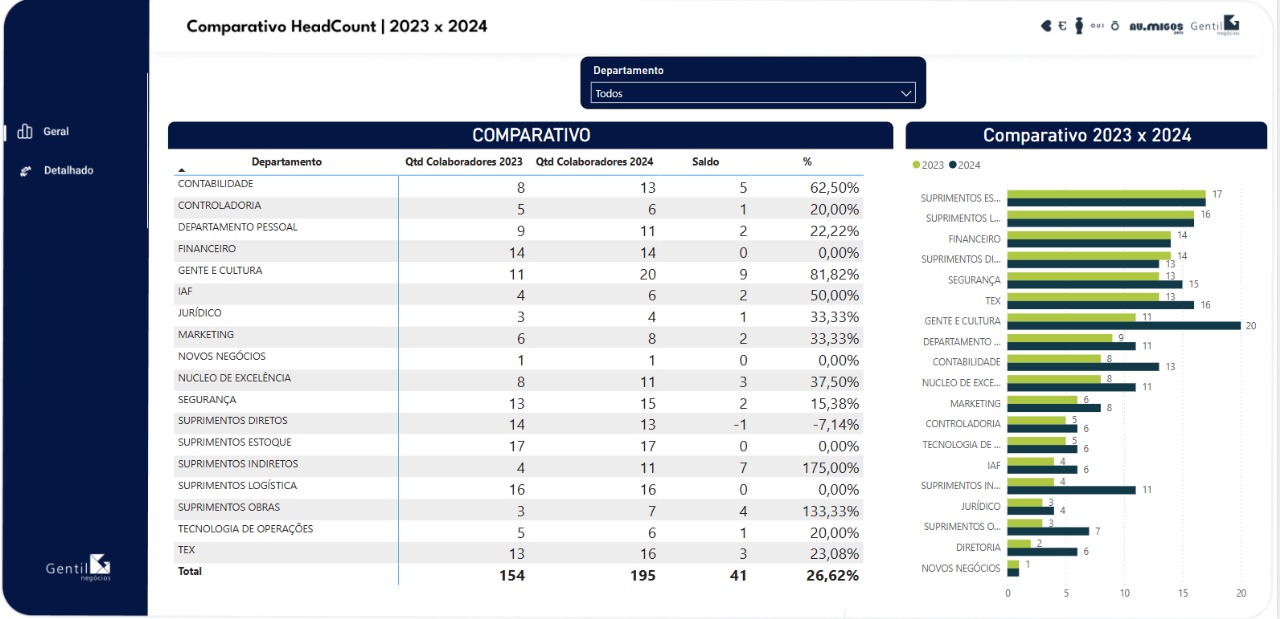 Comparativo HeadCount | 2023 x 2024
OUI Ō AU.MIGOS pets Gentil negócios
Departamento
Todos
Geral
Detalhado
COMPARATIVO
Departamento Qtd Colaboradores 2023 Qtd Colaboradores 2024 Saldo %
CONTABILIDADE 8 13 5 62,50%
CONTROLADORIA 5 6 1 20,00%
DEPARTAMENTO PESSOAL 9 11 2 22,22%
FINANCEIRO 14 14 0 0,00%
GENTE E CULTURA 11 20 9 81,82%
IAF 4 6 2 50,00%
JURÍDICO 3 4 1 33,33%
MARKETING 6 8 2 33,33%
NOVOS NEGÓCIOS 1 1 0 0,00%
NUCLEO DE EXCELÊNCIA 8 11 3 37,50%
SEGURANÇA 13 15 2 15,38%
SUPRIMENTOS DIRETOS 14 13 -1 -7,14%
SUPRIMENTOS ESTOQUE 17 17 0 0,00%
SUPRIMENTOS INDIRETOS 4 11 7 175,00%
SUPRIMENTOS LOGÍSTICA 16 16 0 0,00%
SUPRIMENTOS OBRAS 3 7 4 133,33%
TECNOLOGIA DE OPERAÇÕES 5 6 1 20,00%
TEX 13 16 3 23,08%
Total 154 195 41 26,62%
Comparativo 2023 x 2024
2023 2024
SUPRIMENTOS ES... 17
SUPRIMENTOS L... 16
FINANCEIRO 14
SUPRIMENTOS DI... 14 13
SEGURANÇA 13 15
TEX 13 16
GENTE E CULTURA 11 20
DEPARTAMENTO ... 9 11
CONTABILIDADE 8 13
NUCLEO DE EXCE... 8 11
MARKETING 6 8
CONTROLADORIA 5 6
TECNOLOGIA DE ... 5 6
IAF 4 6
SUPRIMENTOS IN... 4 11
JURÍDICO 3 4
SUPRIMENTOS O... 3 7
DIRETORIA 2 6
NOVOS NEGÓCIOS 1
0 5 10 15 20
Gentil negócios